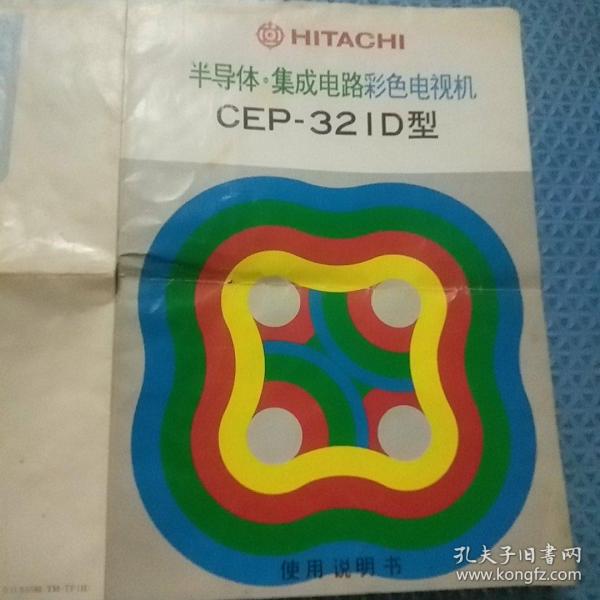 HITACHI
半导体·集成电路彩色电视机
CEP-321D型
使用说明书
孔夫子旧书网
www.kongfz.com